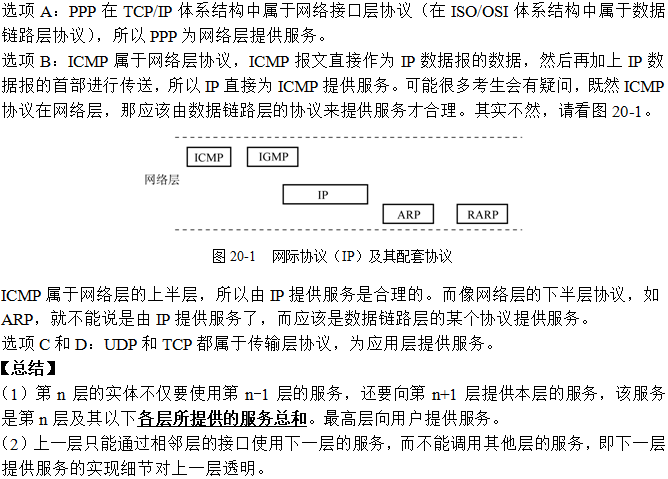 选项 A：PPP 在 TCP/IP 体系结构中属于网络接口层协议（在 ISO/OSI 体系结构中属于数据
链路层协议），所以 PPP 为网络层提供服务。
选项 B：ICMP 属于网络层协议，ICMP 报文直接作为 IP 数据报的数据，然后再加上 IP 数
据报的首部进行传送，所以 IP 直接为 ICMP 提供服务。可能很多考生会有疑问，既然 ICMP
协议在网络层，那应该由数据链路层的协议来提供服务才合理。其实不然，请看图 20-1。
ICMP IGMP
网络层
IP
ARP RARP
图 20-1 网际协议（IP）及其配套协议
ICMP 属于网络层的上半层，所以由 IP 提供服务是合理的。而像网络层的下半层协议，如
ARP，就不能说是由 IP 提供服务了，而应该是数据链路层的某个协议提供服务。
选项 C 和 D：UDP 和 TCP 都属于传输层协议，为应用层提供服务。
【总结】
（1）第 n 层的实体不仅要使用第 n−1 层的服务，还要向第 n+1 层提供本层的服务，该服务
是第 n 层及其以下各层所提供的服务总和。最高层向用户提供服务。
（2）上一层只能通过相邻层的接口使用下一层的服务，而不能调用其他层的服务，即下一层
提供服务的实现细节对上一层透明。